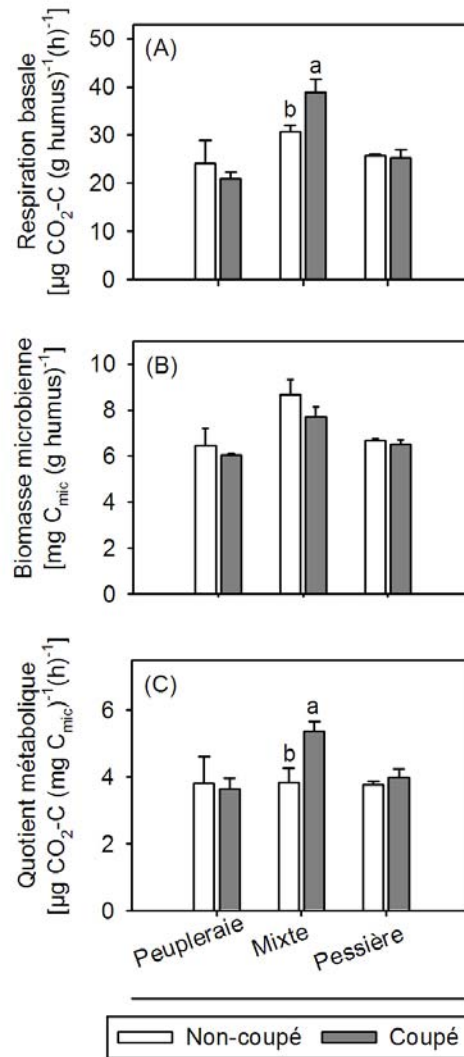 (A)
Respiration basale
[µg CO₂-C (g humus)⁻¹(h)⁻¹]
50
40
30
20
10
0
b
a
(B)
Biomasse microbienne
[mg Cmic (g humus)⁻¹]
10
8
6
4
2
0
(C)
Quotient métabolique
[µg CO₂-C (mg Cmic)⁻¹(h)⁻¹]
6
4
2
0
b
a
Peupleraie
Mixte
Pessière
Non-coupé
Coupé